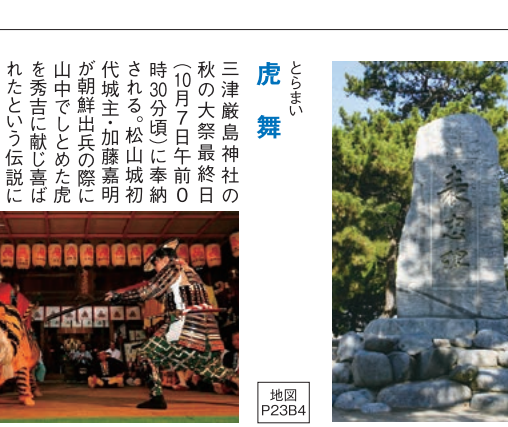 とらまい
虎舞
三津厳島神社の
秋の大祭最終日
（10月7日午前0
時30分頃）に奉納
される。松山城初
代城主・加藤嘉明
が朝鮮出兵の際に
山中でしとめた虎
を秀吉に献じ喜ば
れたという伝説に
地図
P23B4